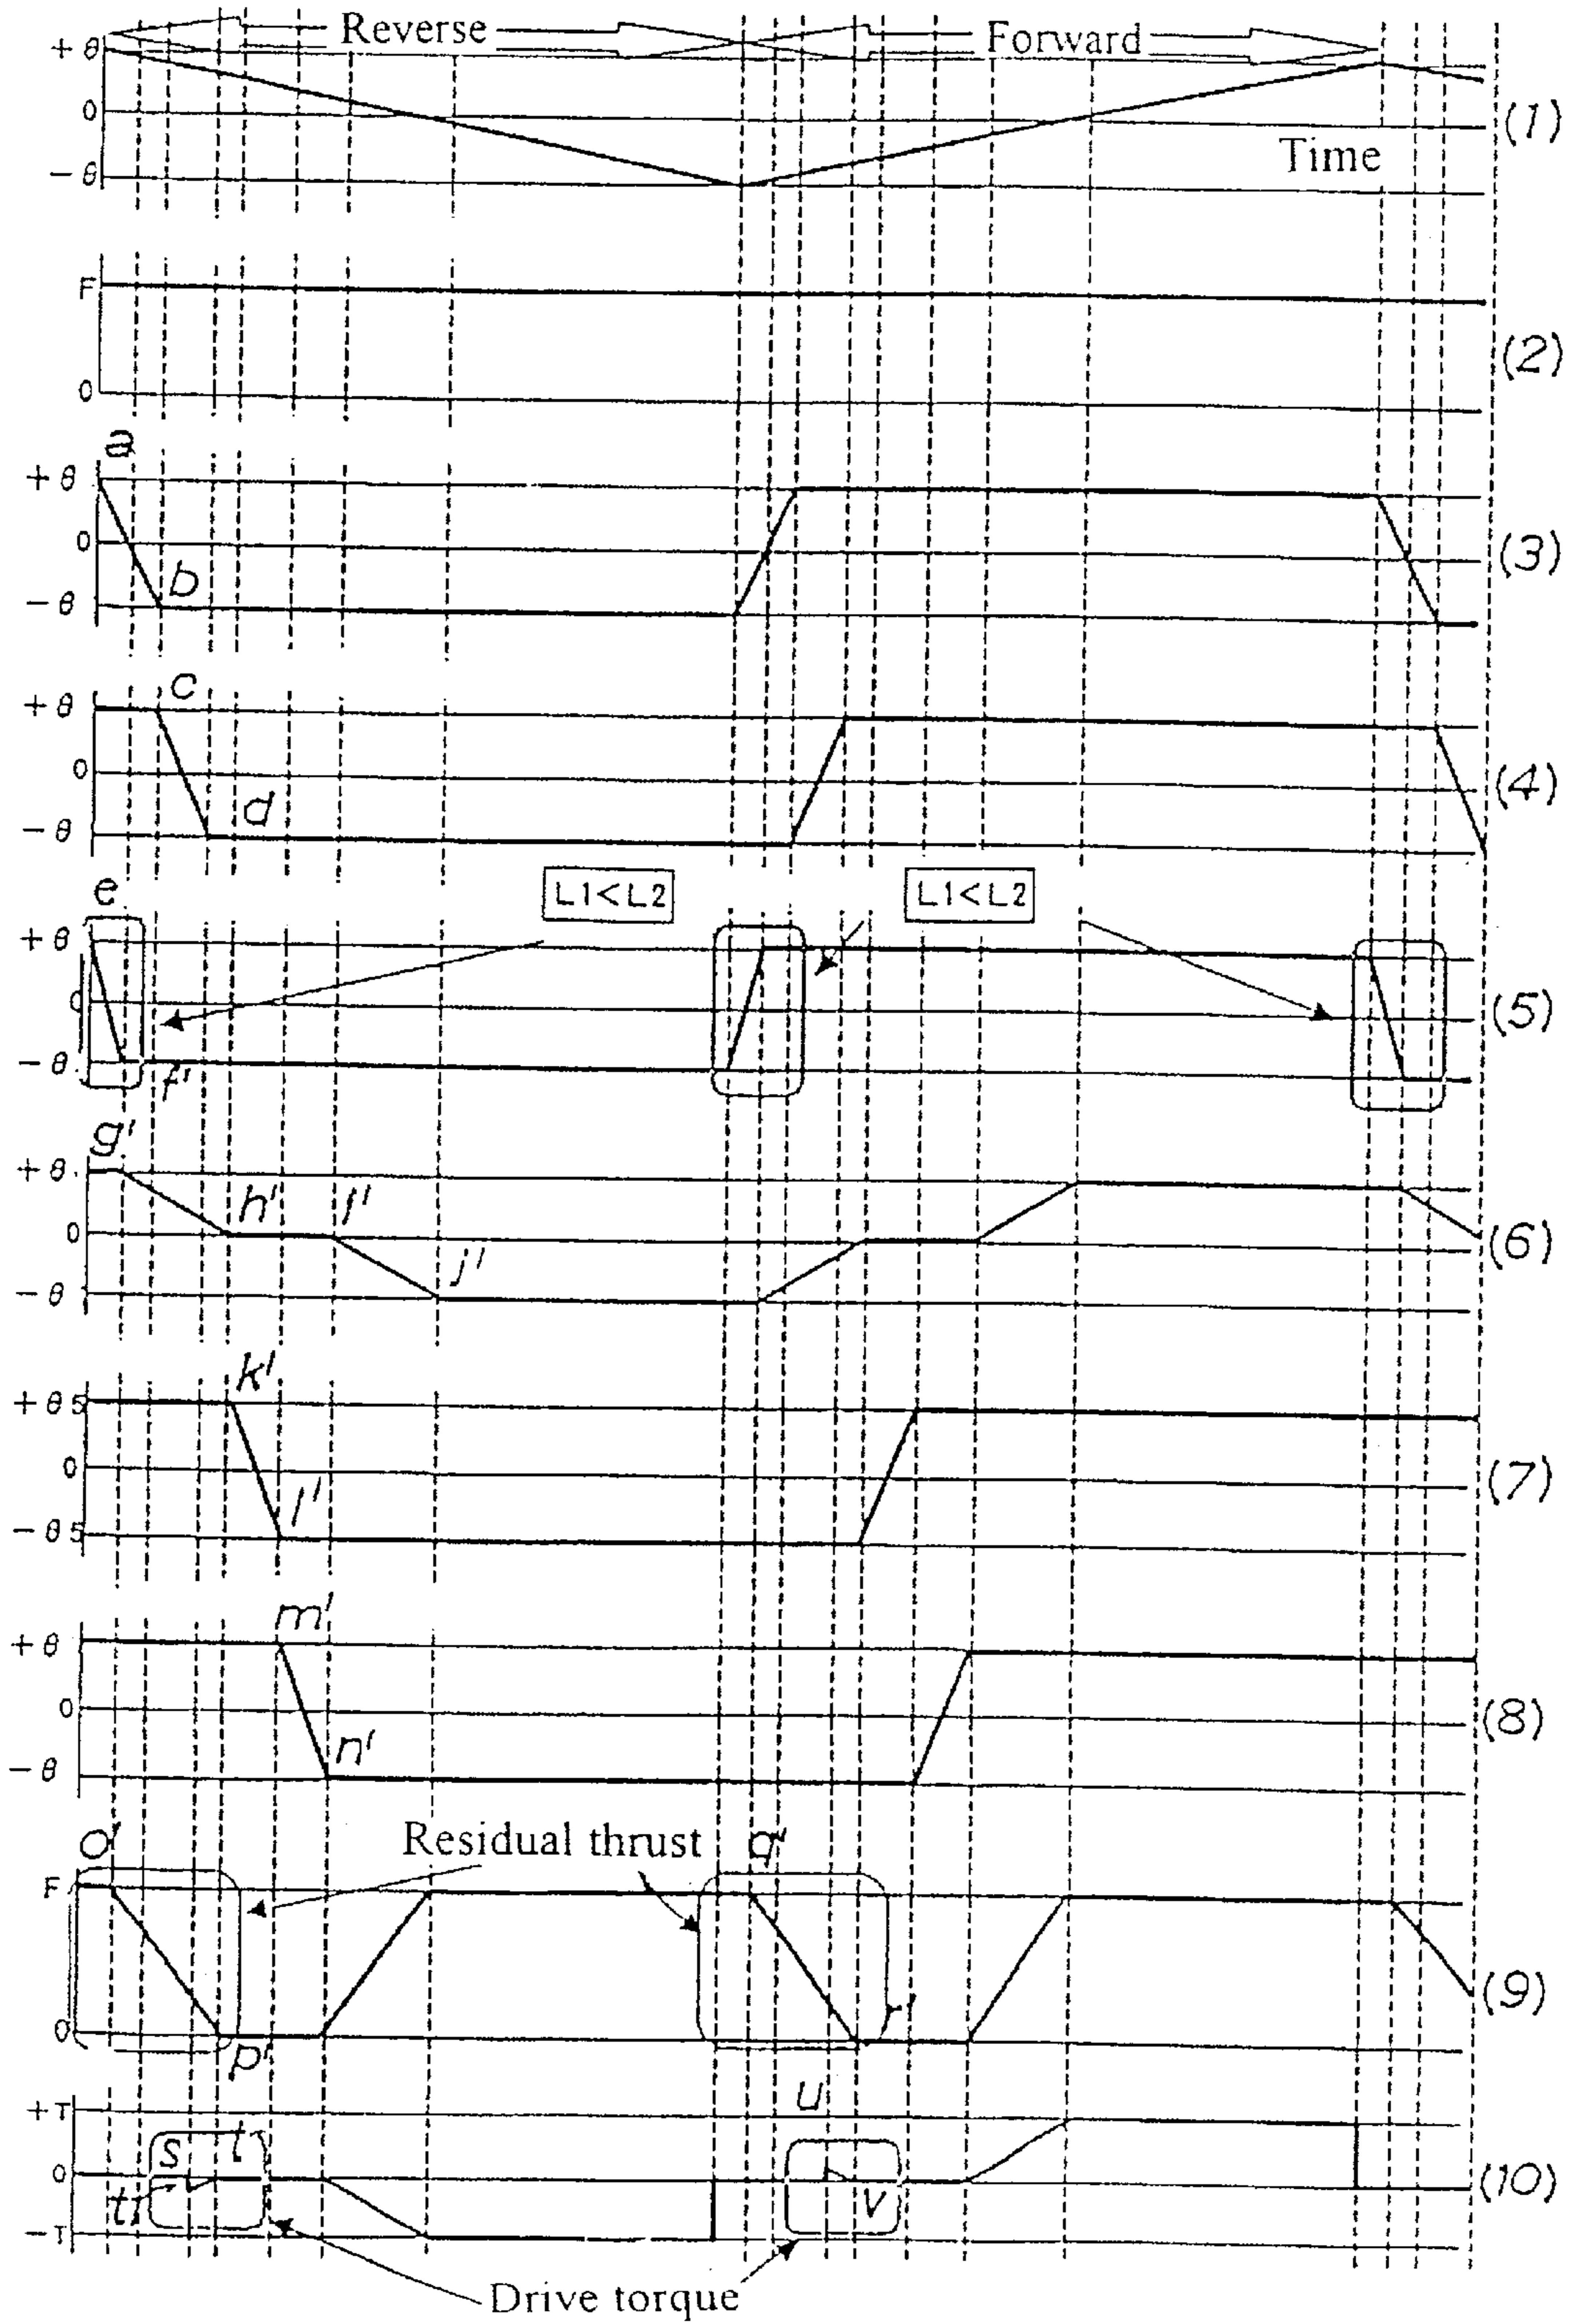 Reverse
Forward
+θ
0
-θ
Time
(1)
F
0
(2)
a
+θ
0
b
-θ
(3)
c
+θ
0
d
-θ
(4)
e
L1<L2
L1<L2
+θ
0
-θ
f'
(5)
g'
+θ
h'
i'
0
j'
-θ
(6)
k'
+θ5
0
l'
-θ5
(7)
m'
+θ
0
n'
-θ
(8)
o'
Residual thrust
q'
F
r'
0
p'
(9)
u
+T
s
t
0
t1
v
-T
(10)
Drive torque